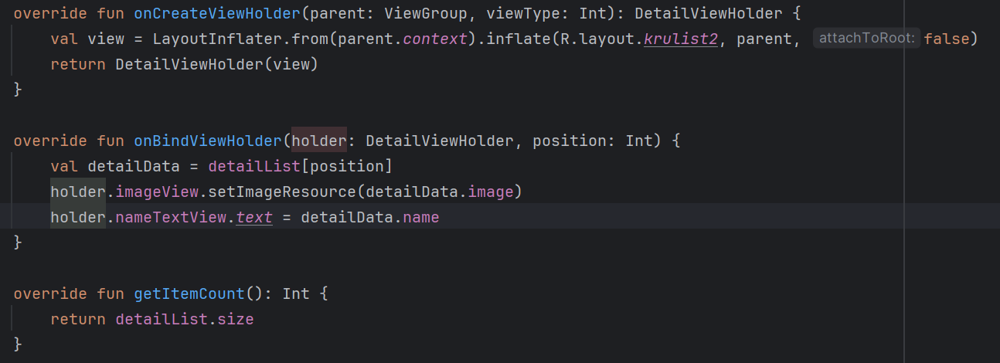 override fun onCreateViewHolder(parent: ViewGroup, viewType: Int): DetailViewHolder {
    val view = LayoutInflater.from(parent.context).inflate(R.layout.krulist2, parent, attachToRoot: false)
    return DetailViewHolder(view)
}
override fun onBindViewHolder(holder: DetailViewHolder, position: Int) {
    val detailData = detailList[position]
    holder.imageView.setImageResource(detailData.image)
    holder.nameTextView.text = detailData.name
}
override fun getItemCount(): Int {
    return detailList.size
}